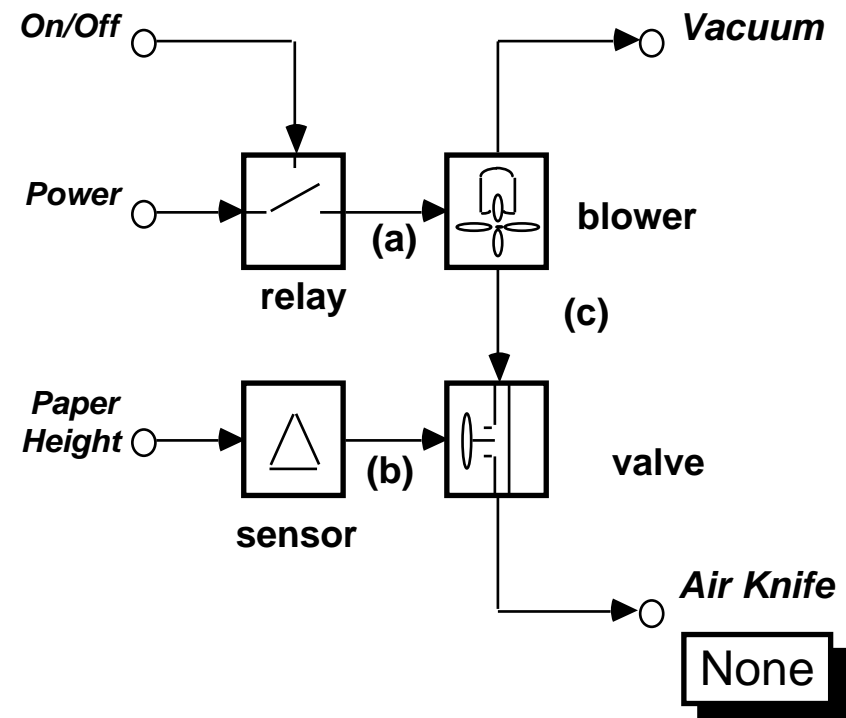 On/Off
Vacuum
Power
blower
(a)
relay
(c)
Paper
Height
valve
(b)
sensor
Air Knife
None